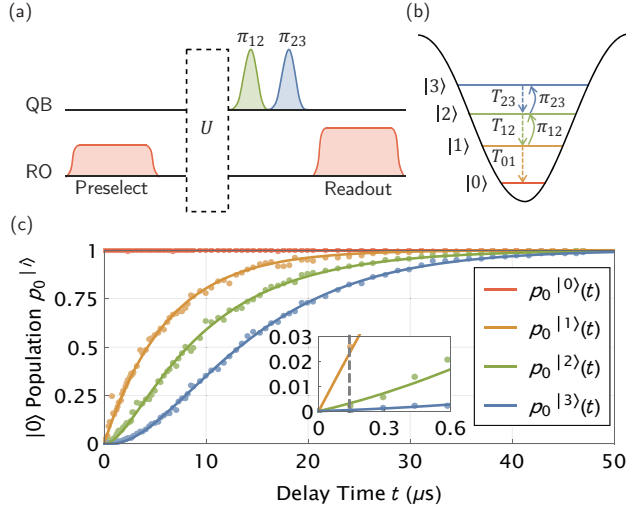 (a)
π12 π23
QB
U
RO
Preselect
Readout
(b)
|3⟩
T23 π23
|2⟩
T12 π12
|1⟩
T01
|0⟩
(c)
|0⟩ Population p0 |i⟩
1
0.75
0.5
0.25
0
0 10 20 30 40 50
Delay Time t (μs)
0.03
0.02
0.01
0
0 0.3 0.6
p0 |0⟩(t)
p0 |1⟩(t)
p0 |2⟩(t)
p0 |3⟩(t)